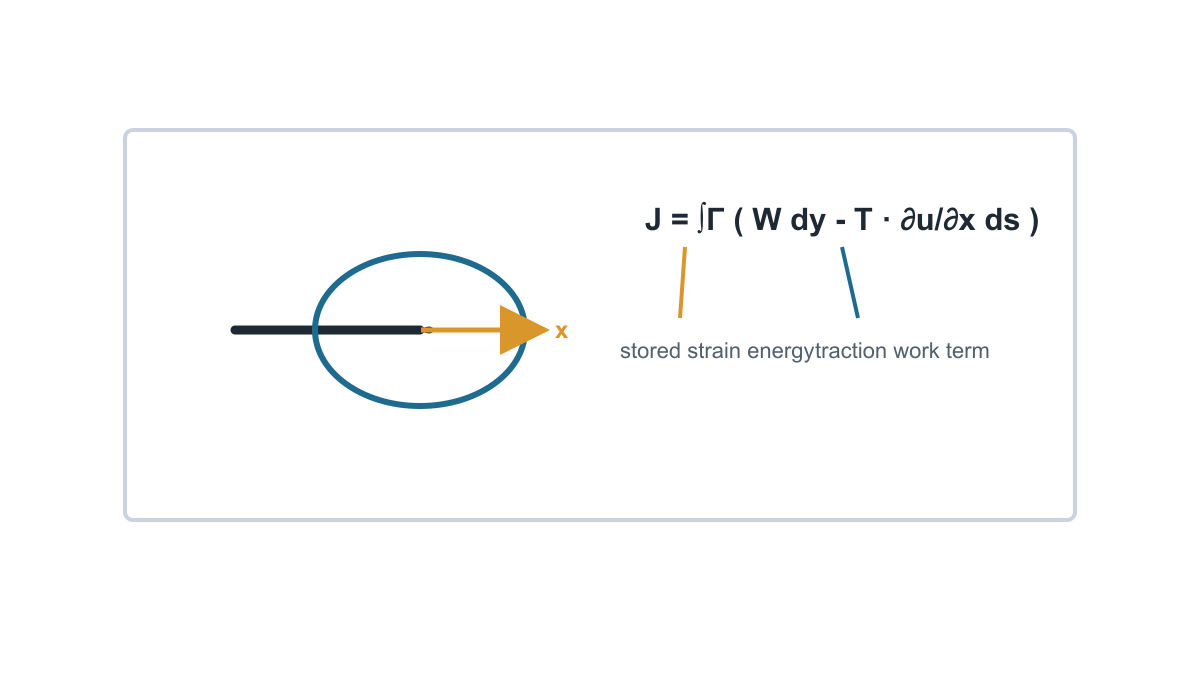 J = ∫Γ ( W dy - T · ∂u/∂x ds )
x
stored strain energytraction work term